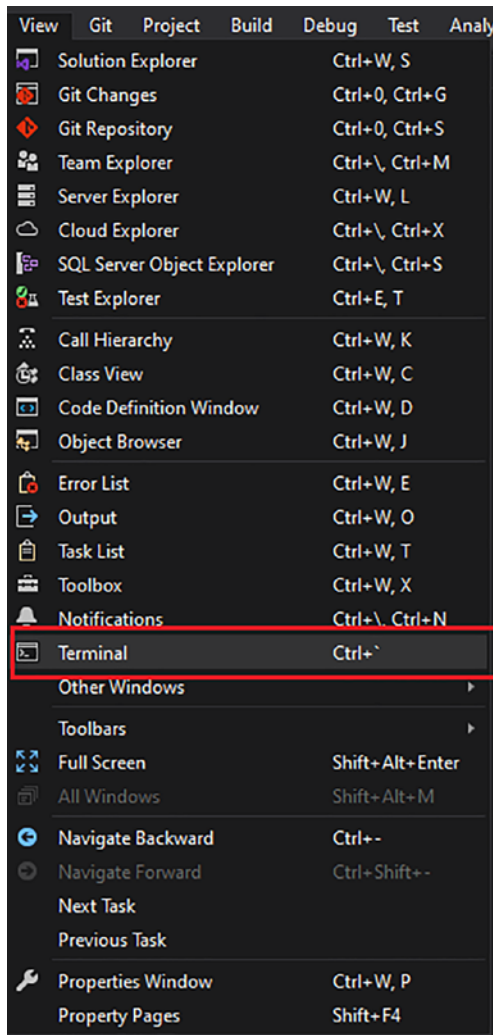 View Git Project Build Debug Test Analy
Solution Explorer Ctrl+W, S
Git Changes Ctrl+0, Ctrl+G
Git Repository Ctrl+0, Ctrl+S
Team Explorer Ctrl+\, Ctrl+M
Server Explorer Ctrl+W, L
Cloud Explorer Ctrl+\, Ctrl+X
SQL Server Object Explorer Ctrl+\, Ctrl+S
Test Explorer Ctrl+E, T
Call Hierarchy Ctrl+W, K
Class View Ctrl+W, C
Code Definition Window Ctrl+W, D
Object Browser Ctrl+W, J
Error List Ctrl+W, E
Output Ctrl+W, O
Task List Ctrl+W, T
Toolbox Ctrl+W, X
Notifications Ctrl+\, Ctrl+N
Terminal Ctrl+`
Other Windows
Toolbars
Full Screen Shift+Alt+Enter
All Windows Shift+Alt+M
Navigate Backward Ctrl+-
Navigate Forward Ctrl+Shift+-
Next Task
Previous Task
Properties Window Ctrl+W, P
Property Pages Shift+F4